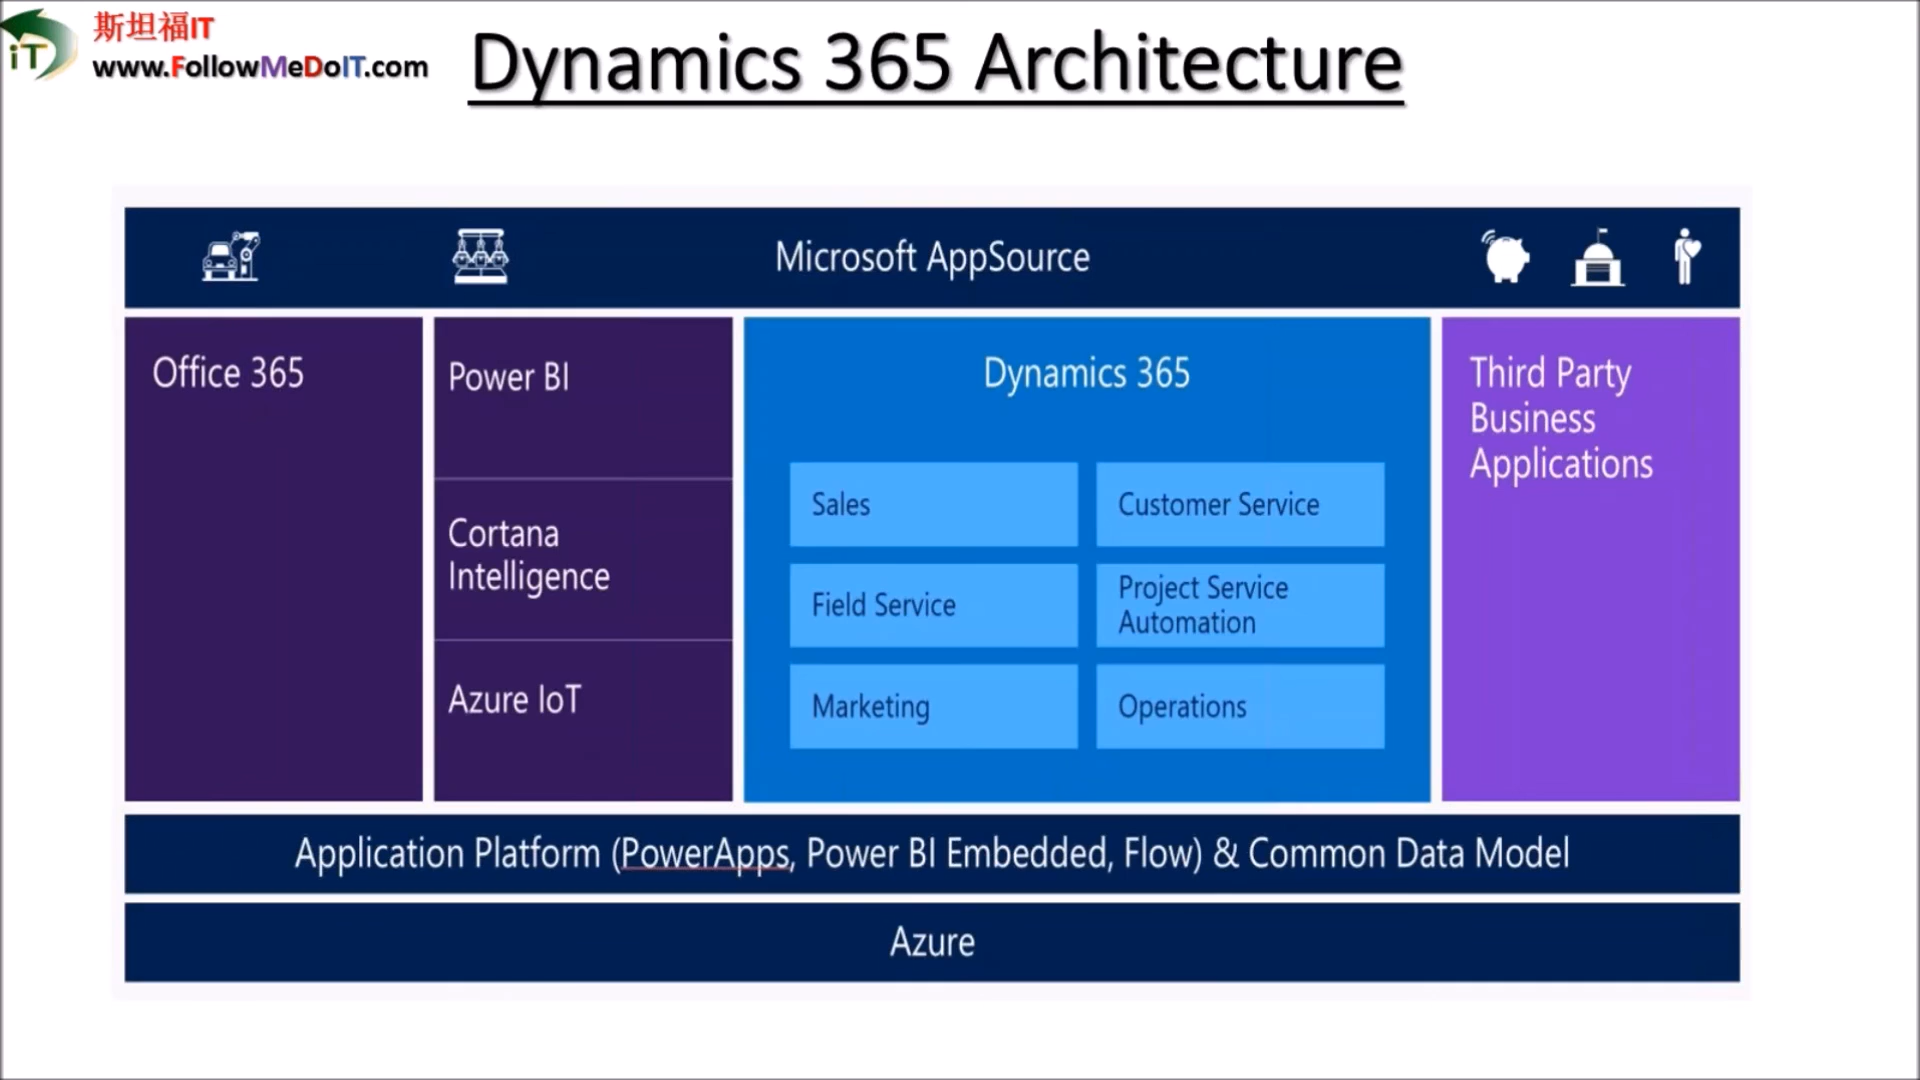 iT
斯坦福IT
www.FollowMeDoIT.com
Dynamics 365 Architecture
Microsoft AppSource
Office 365
Power BI
Cortana
Intelligence
Azure IoT
Dynamics 365
Sales
Customer Service
Field Service
Project Service
Automation
Marketing
Operations
Third Party
Business
Applications
Application Platform (PowerApps, Power BI Embedded, Flow) & Common Data Model
Azure